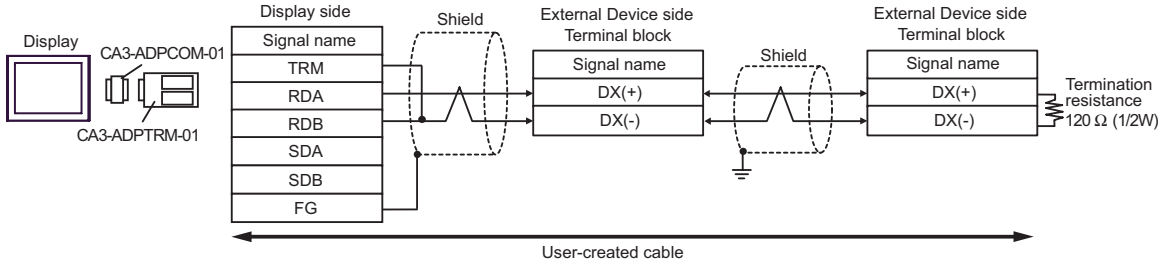 Display
CA3-ADPCOM-01
CA3-ADPTRM-01
Display side
Signal name
TRM
RDA
RDB
SDA
SDB
FG
Shield
External Device side
Terminal block
Signal name
DX(+)
DX(-)
Shield
External Device side
Terminal block
Signal name
DX(+)
DX(-)
Termination
resistance
120 Ω (1/2W)
User-created cable